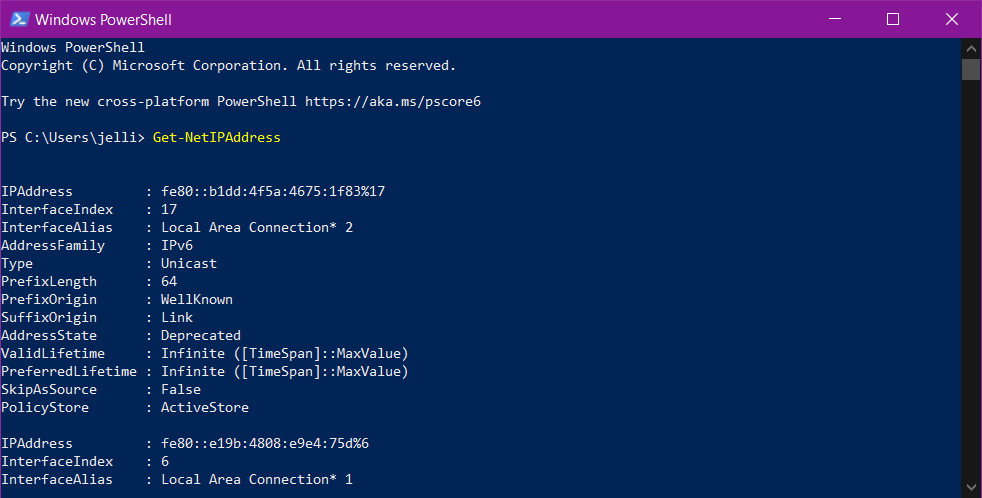 Windows PowerShell
Windows PowerShell
Copyright (C) Microsoft Corporation. All rights reserved.
Try the new cross-platform PowerShell https://aka.ms/pscore6
PS C:\Users\jelli> Get-NetIPAddress
IPAddress         : fe80::b1dd:4f5a:4675:1f83%17
InterfaceIndex    : 17
InterfaceAlias    : Local Area Connection* 2
AddressFamily     : IPv6
Type              : Unicast
PrefixLength      : 64
PrefixOrigin      : WellKnown
SuffixOrigin      : Link
AddressState      : Deprecated
ValidLifetime     : Infinite ([TimeSpan]::MaxValue)
PreferredLifetime : Infinite ([TimeSpan]::MaxValue)
SkipAsSource      : False
PolicyStore       : ActiveStore
IPAddress         : fe80::e19b:4808:e9e4:75d%6
InterfaceIndex    : 6
InterfaceAlias    : Local Area Connection* 1